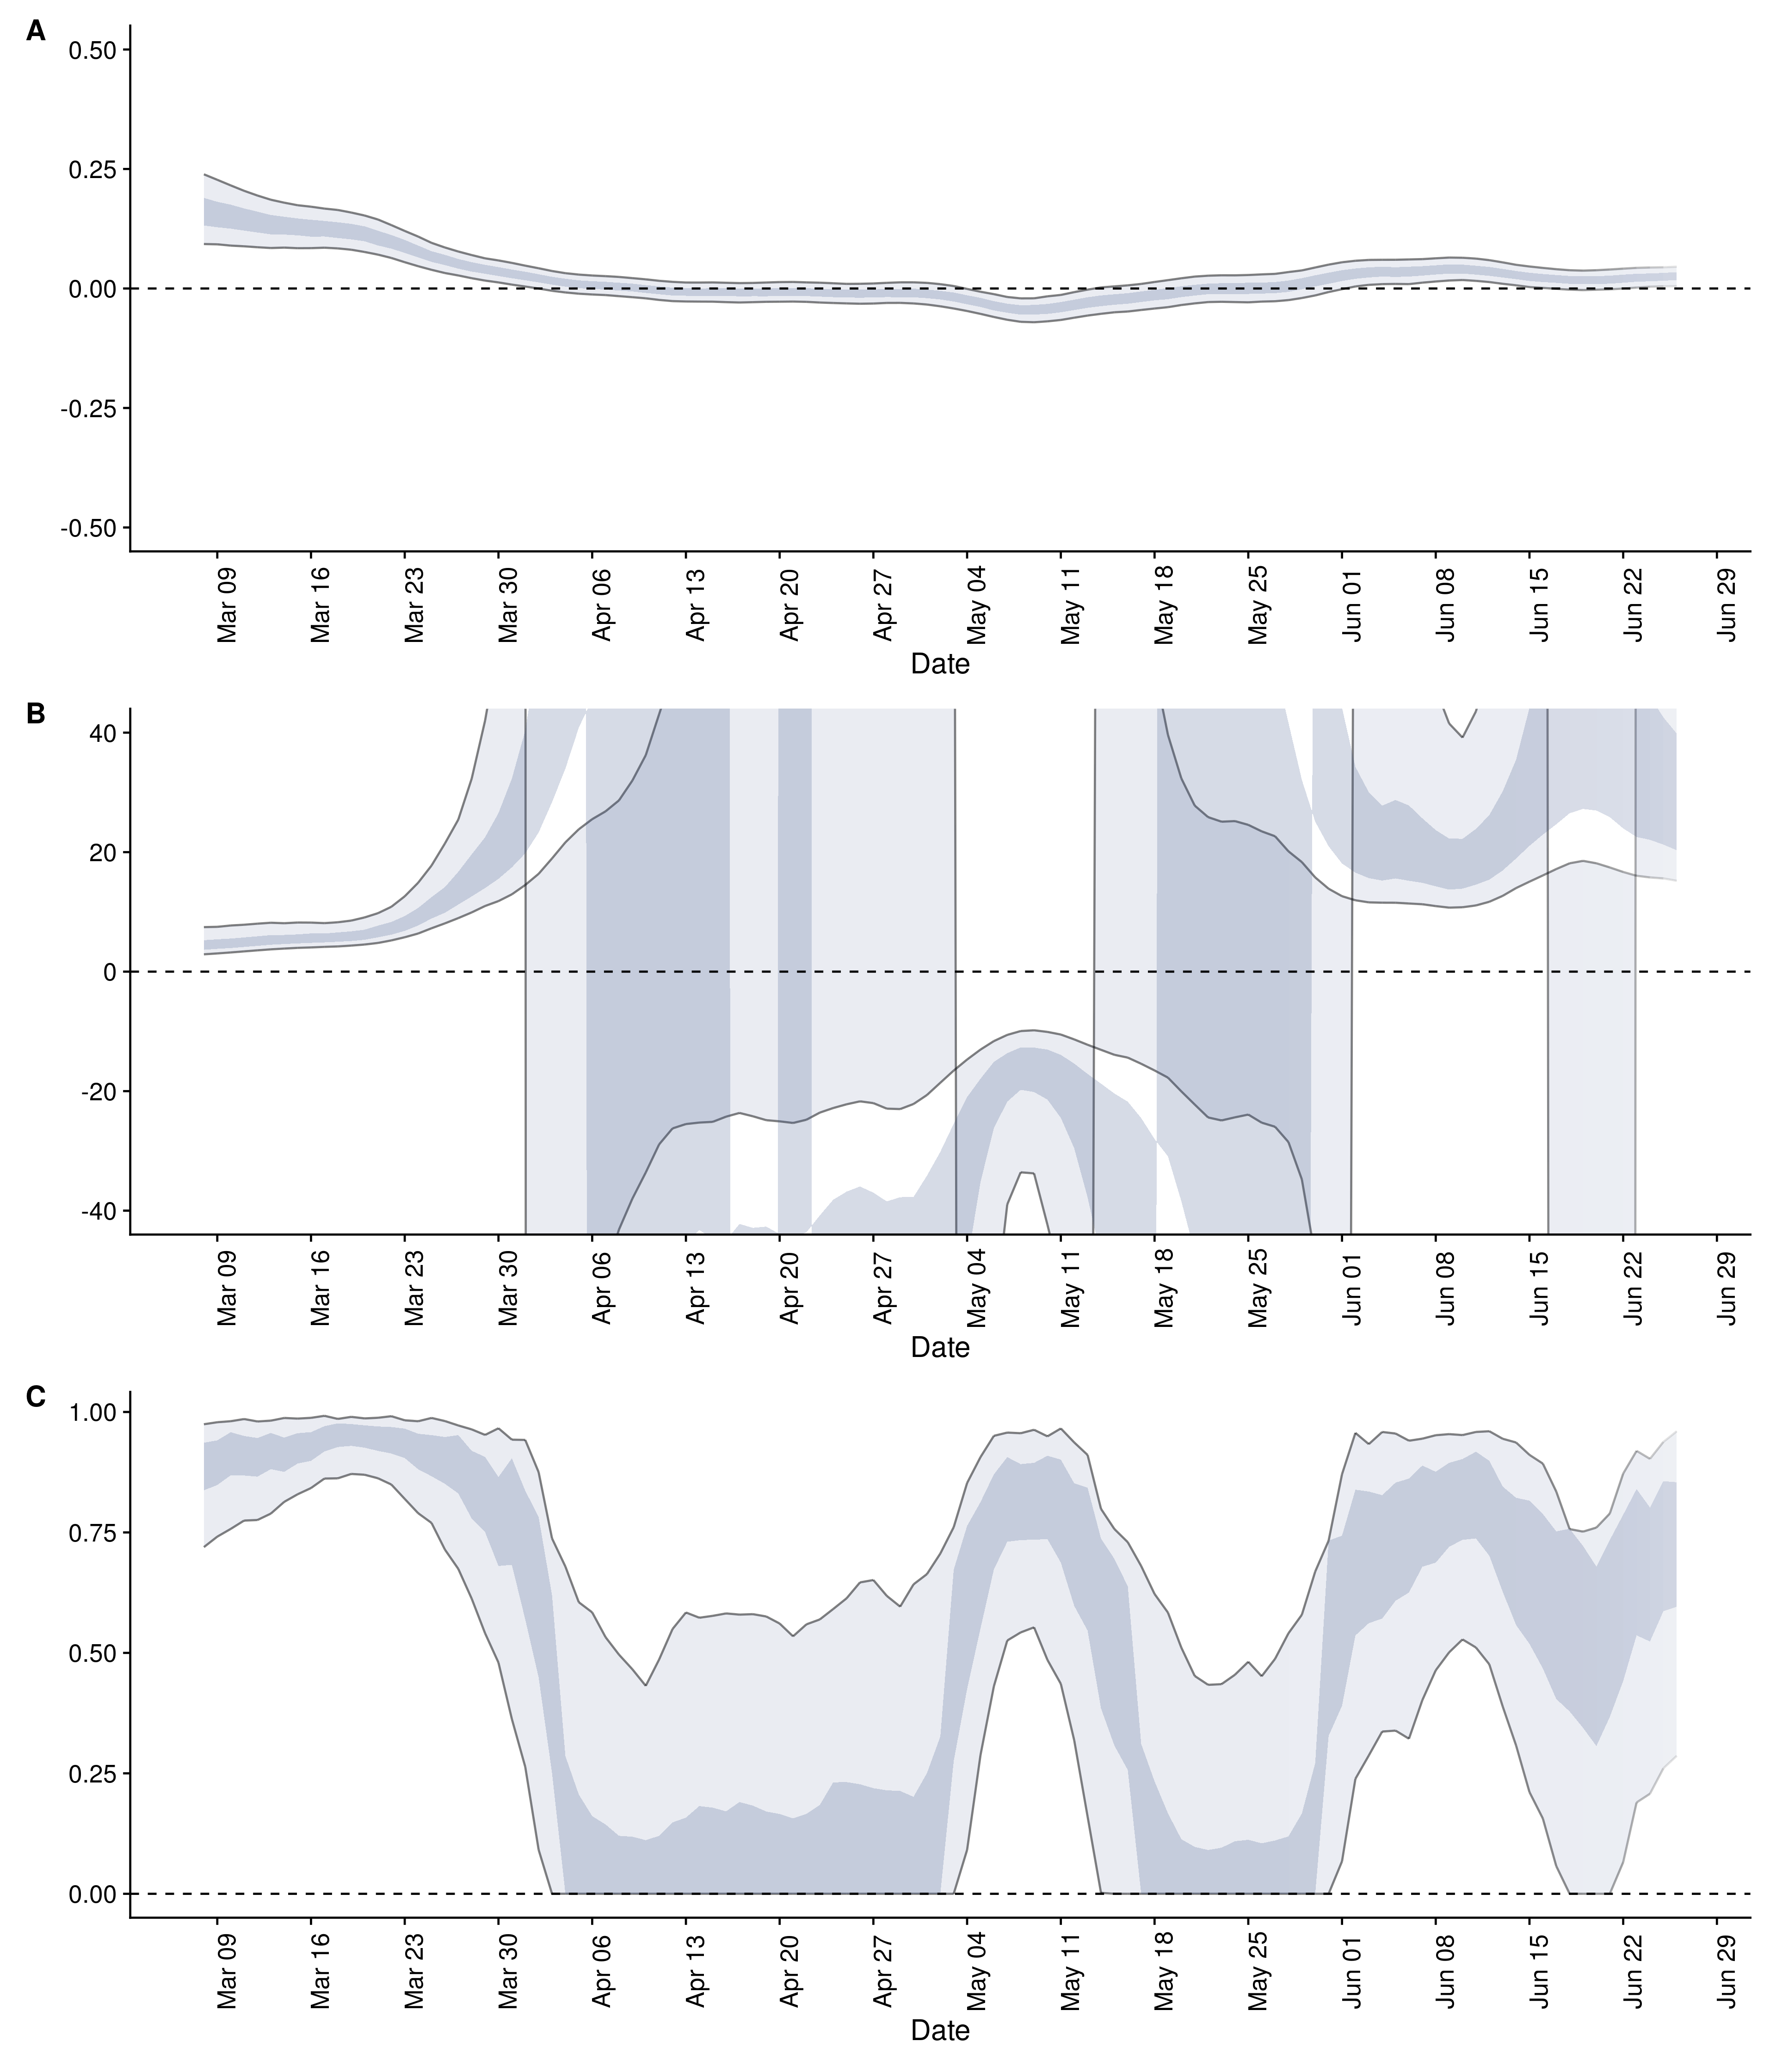 A
0.50
0.25
0.00
-0.25
-0.50
Mar 09
Mar 16
Mar 23
Mar 30
Apr 06
Apr 13
Apr 20
Apr 27
May 04
May 11
May 18
May 25
Jun 01
Jun 08
Jun 15
Jun 22
Jun 29
Date
B
40
20
0
-20
-40
Mar 09
Mar 16
Mar 23
Mar 30
Apr 06
Apr 13
Apr 20
Apr 27
May 04
May 11
May 18
May 25
Jun 01
Jun 08
Jun 15
Jun 22
Jun 29
Date
C
1.00
0.75
0.50
0.25
0.00
Mar 09
Mar 16
Mar 23
Mar 30
Apr 06
Apr 13
Apr 20
Apr 27
May 04
May 11
May 18
May 25
Jun 01
Jun 08
Jun 15
Jun 22
Jun 29
Date